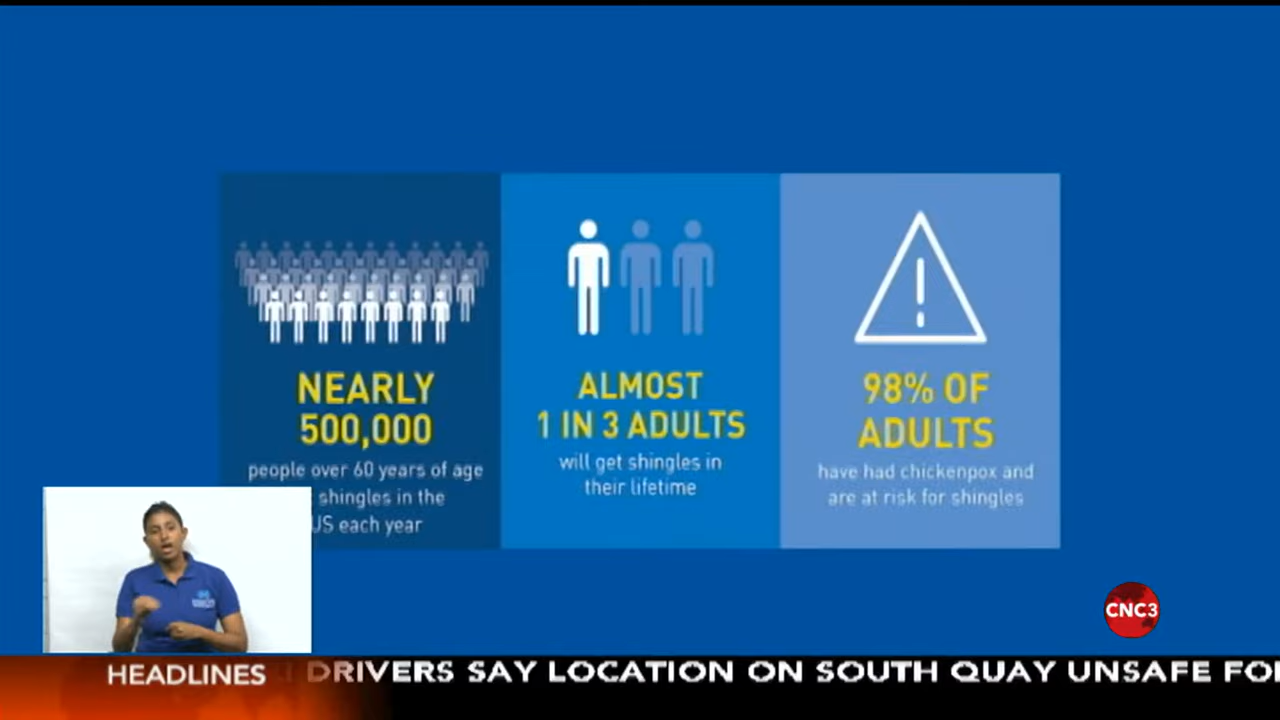 NEARLY
500,000
people over 60 years of age
shingles in the
US each year
ALMOST
1 IN 3 ADULTS
will get shingles in
their lifetime
98% OF
ADULTS
have had chickenpox and
are at risk for shingles
CNC3
HEADLINES
DRIVERS SAY LOCATION ON SOUTH QUAY UNSAFE